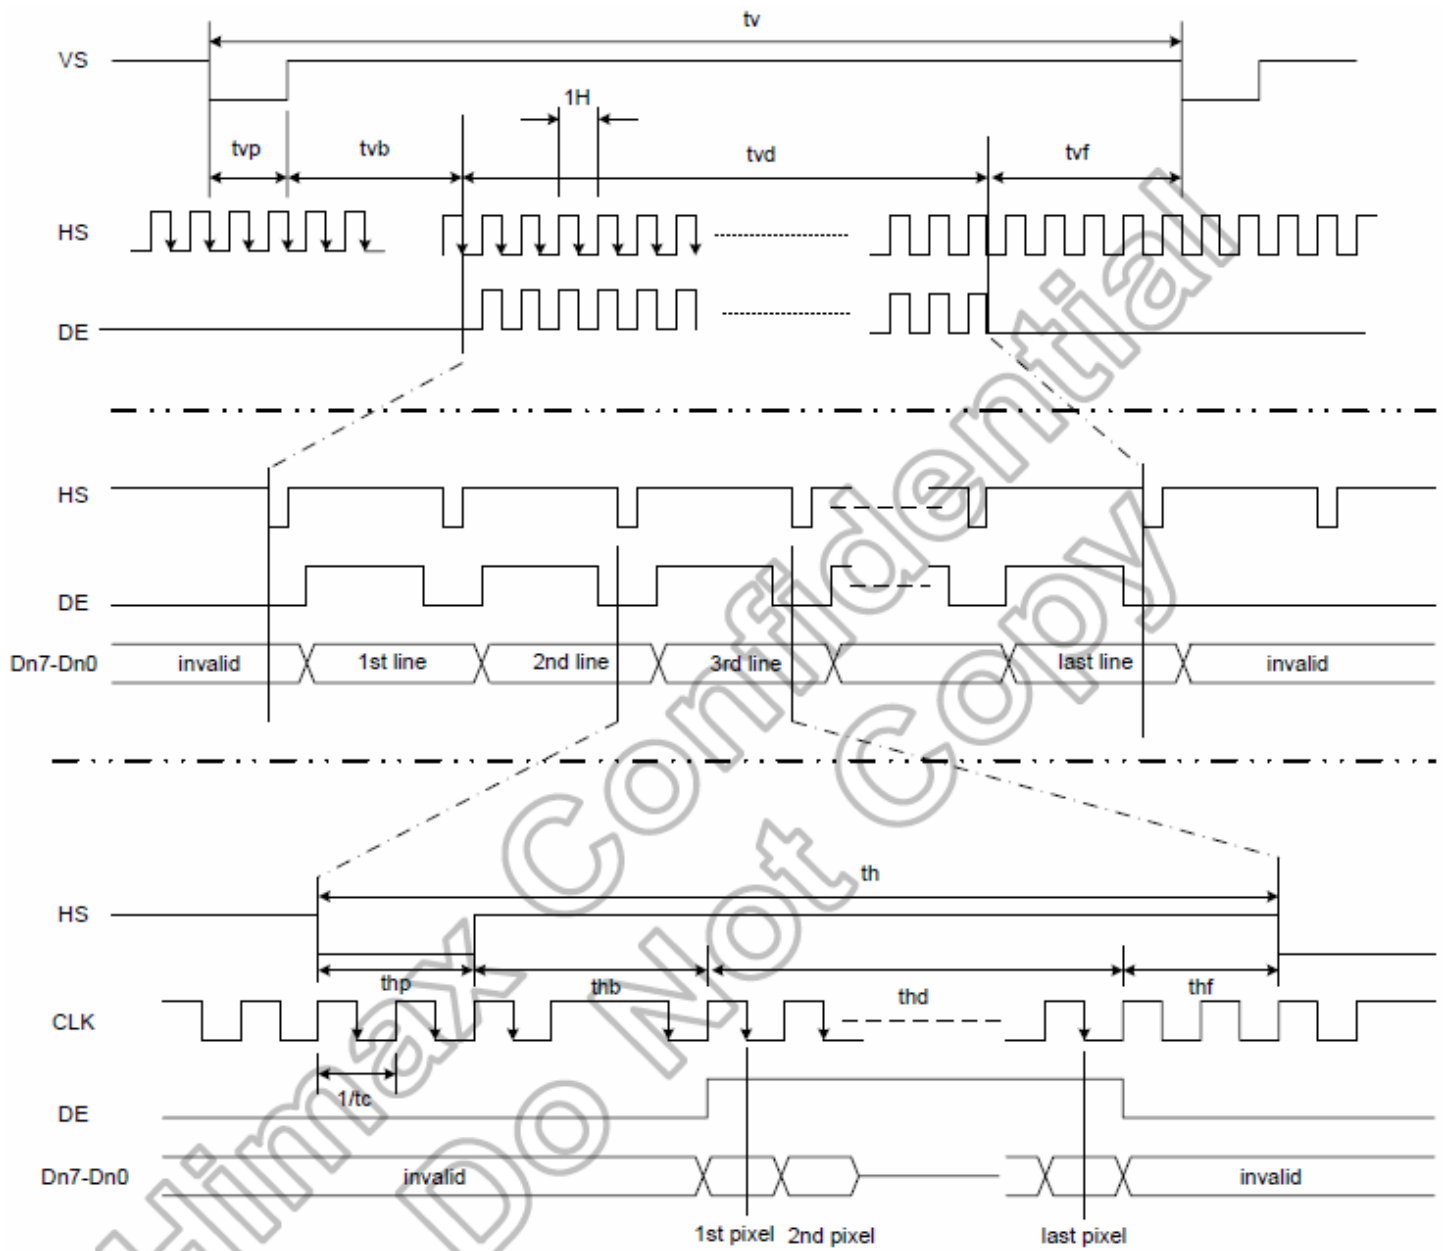 tv
VS
1H
tvp tvb tvd tvf
HS
DE
HS
DE
Dn7-Dn0 invalid 1st line 2nd line 3rd line last line invalid
th
HS
thp thb thd thf
CLK
1/tc
DE
Dn7-Dn0 invalid invalid
1st pixel 2nd pixel last pixel
Himax Confidential
Do Not Copy